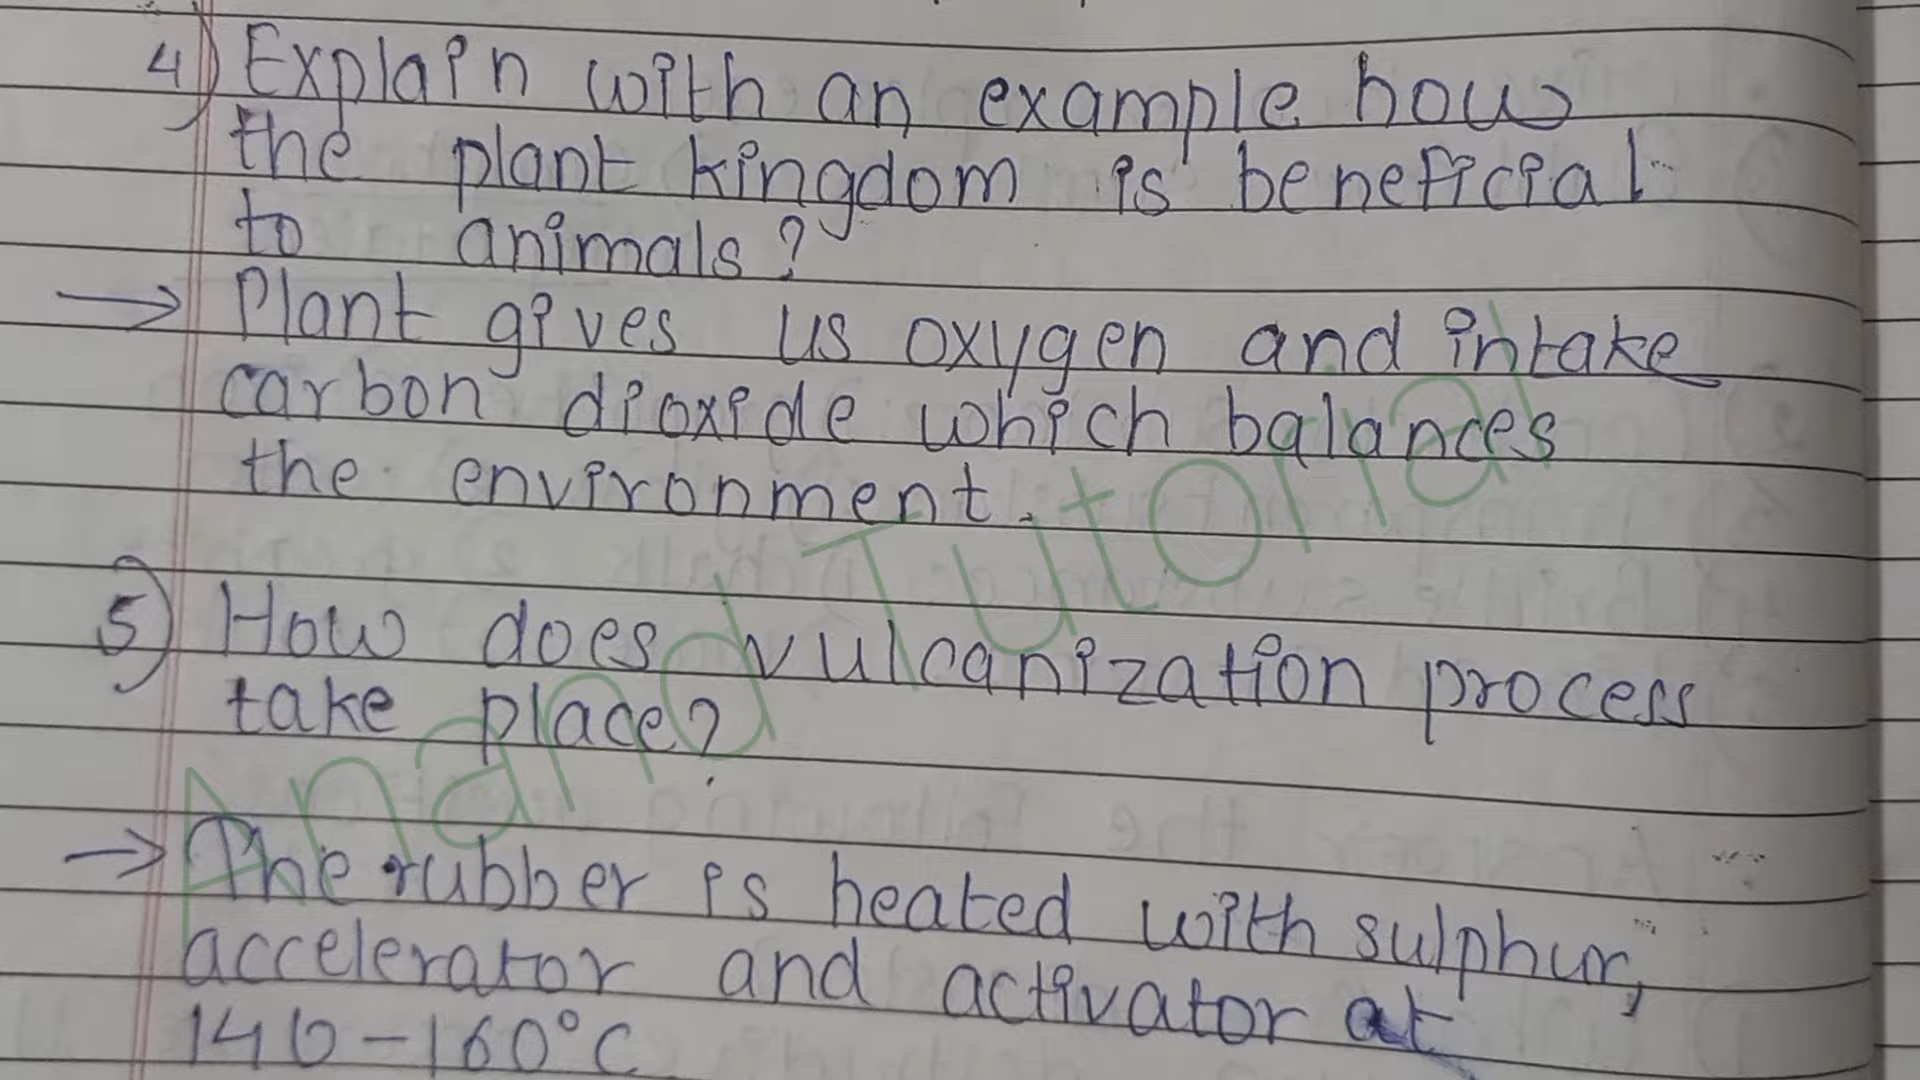 4) Explain with an example how
the plant kingdom is beneficial
to animals?
→ Plant gives us oxygen and intake
carbon dioxide which balances
the environment.
5) How does vulcanization process
take place?
→ The rubber is heated with sulphur,
accelerator and activator at
140-160°C
Anand Tutorial